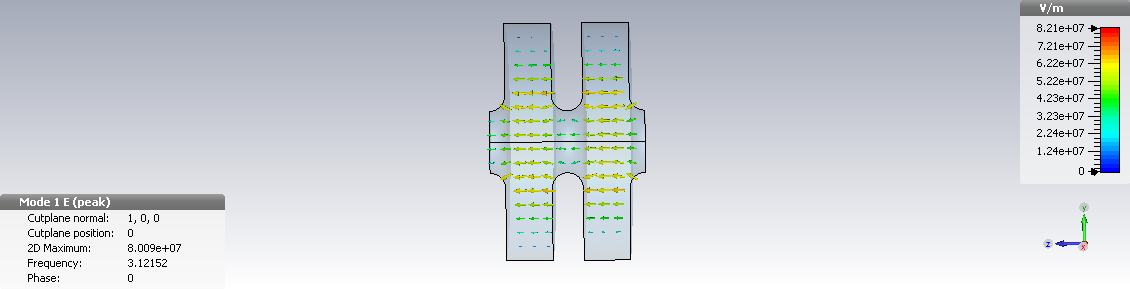 V/m
8.21e+07
7.21e+07
6.22e+07
5.22e+07
4.23e+07
3.23e+07
2.24e+07
1.24e+07
0
Mode 1 E (peak)
Cutplane normal: 1, 0, 0
Cutplane position: 0
2D Maximum: 8.009e+07
Frequency: 3.12152
Phase: 0
y
z
x